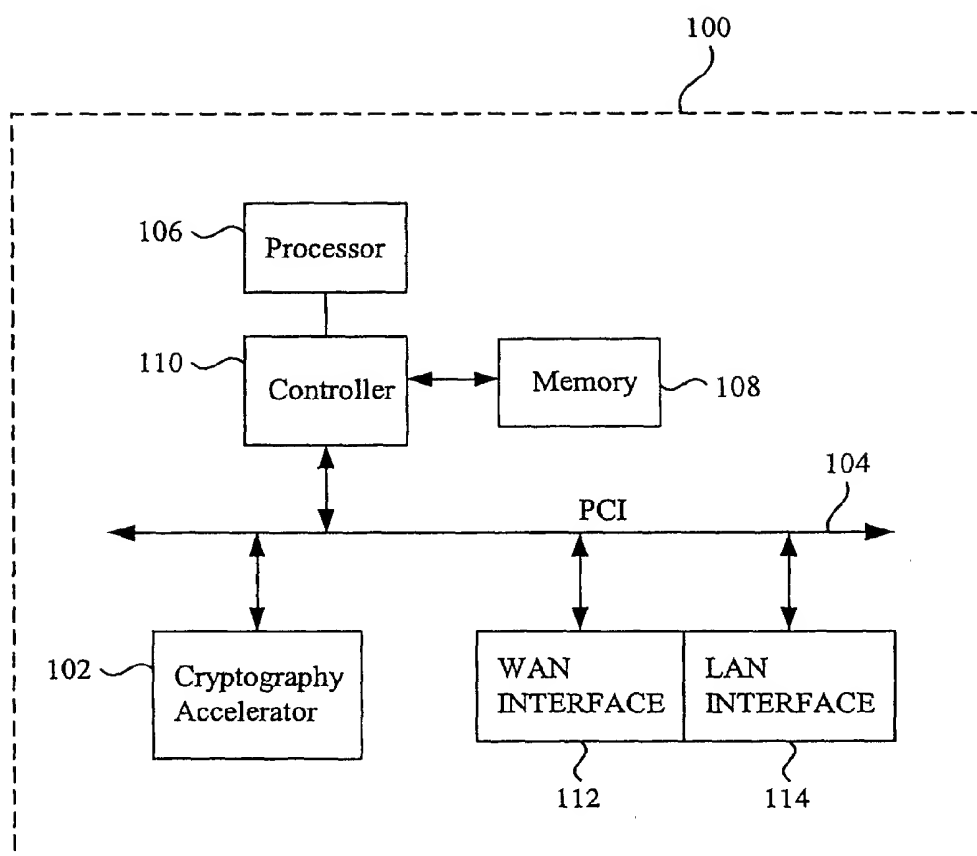 100
106
Processor
110
Controller
Memory
108
104
PCI
102
Cryptography
Accelerator
WAN
INTERFACE
LAN
INTERFACE
112
114